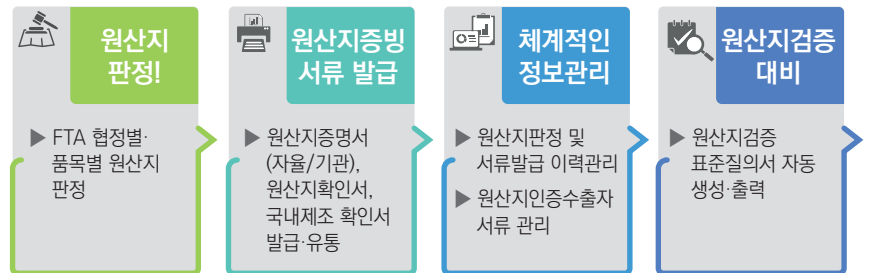 원산지
판정!
▶ FTA 협정별·
품목별 원산지
판정
원산지증빙
서류 발급
▶ 원산지증명서
(자율/기관),
원산지확인서,
국내제조 확인서
발급·유통
체계적인
정보관리
▶ 원산지판정 및
서류발급 이력관리
▶ 원산지인증수출자
서류 관리
원산지검증
대비
▶ 원산지검증
표준질의서 자동
생성·출력